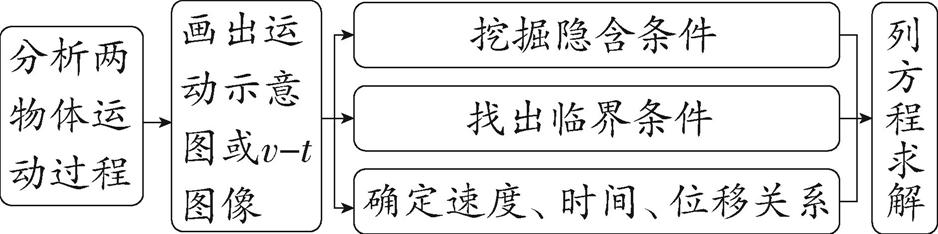 分析两
物体运
动过程
画出运
动示意
图或v-t
图像
挖掘隐含条件
找出临界条件
确定速度、时间、位移关系
列
方
程
求
解